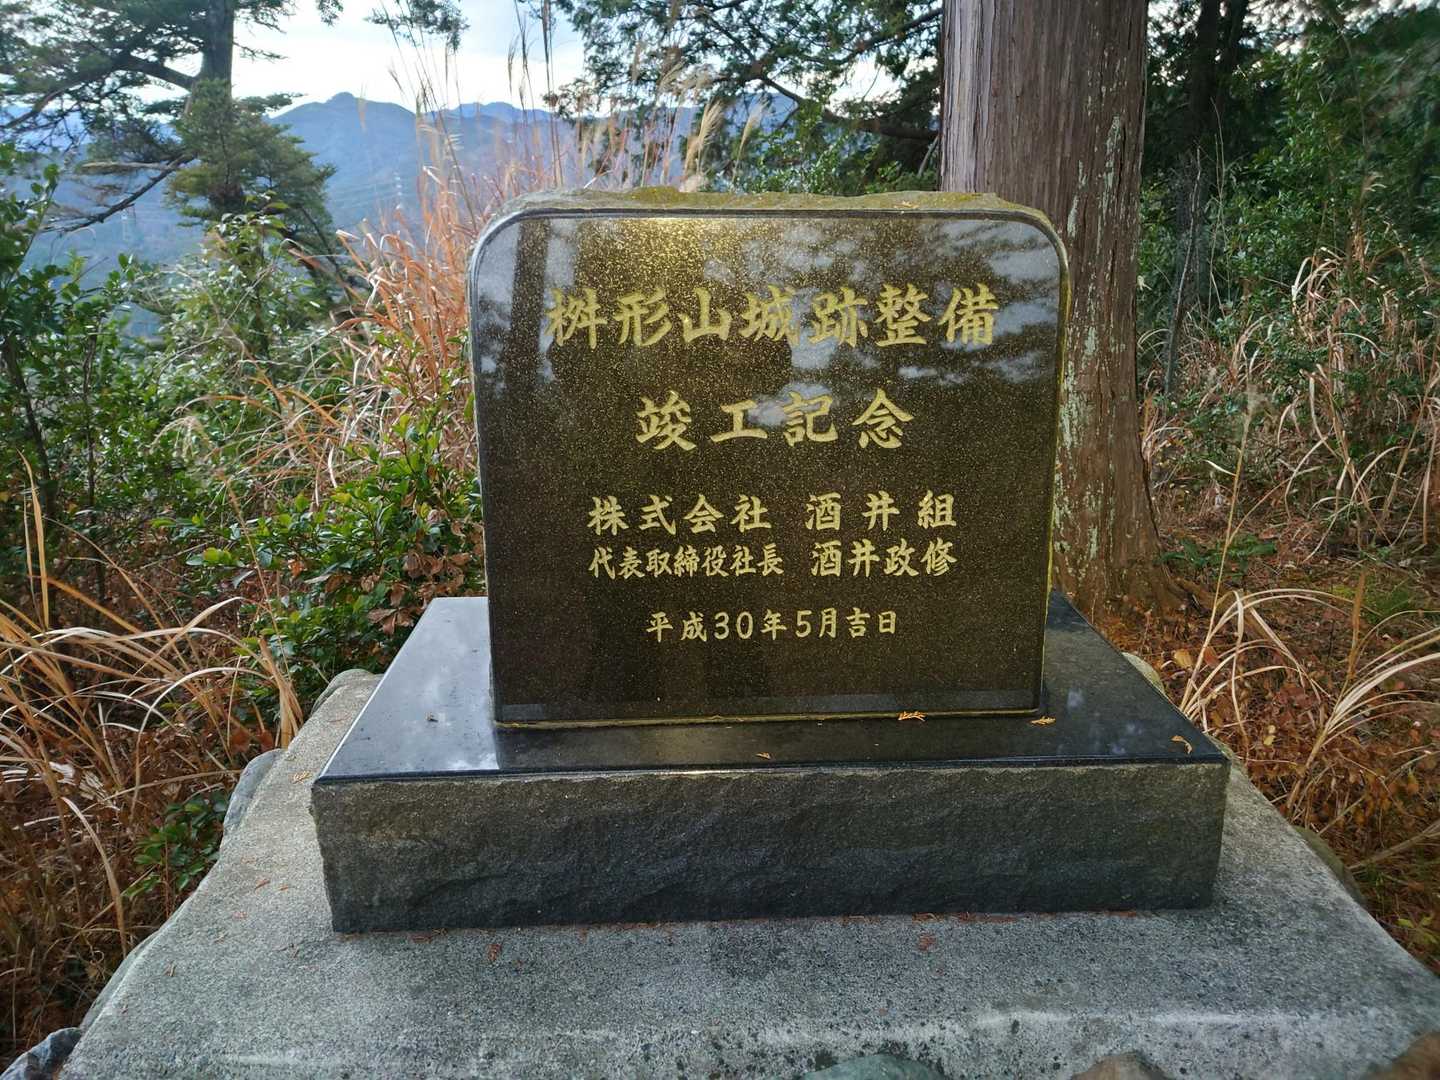 桝形山城跡整備
竣工記念
株式会社 酒井組
代表取締役社長 酒井政修
平成30年5月吉日